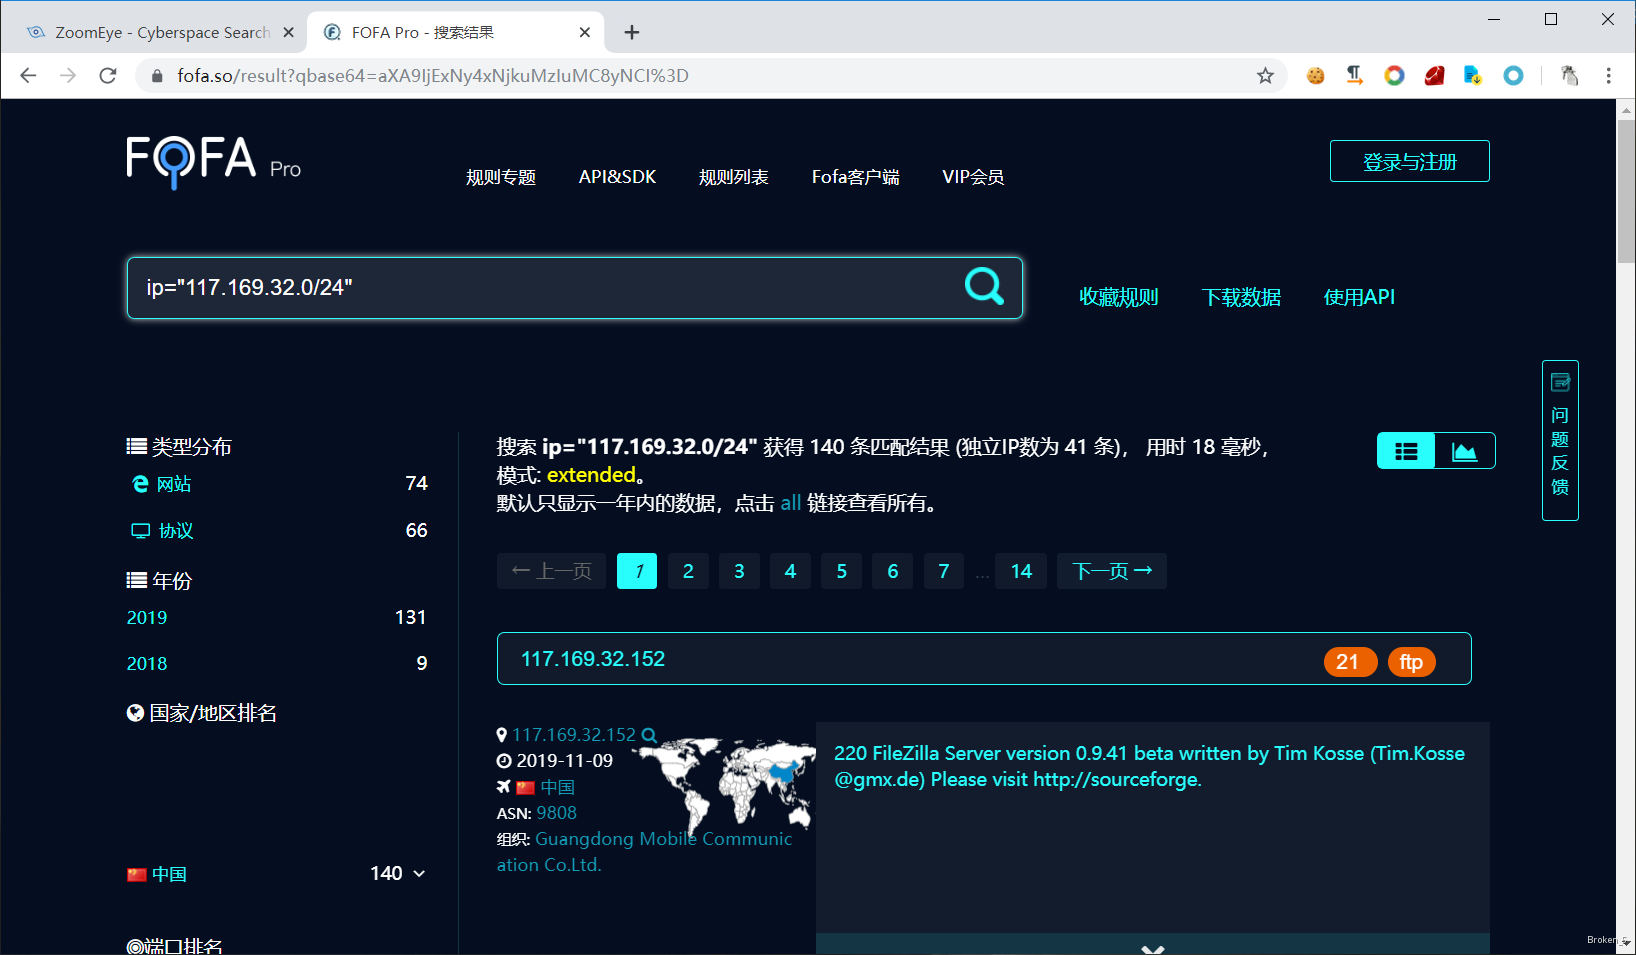 ZoomEye - Cyberspace Search
FOFA Pro - 搜索结果
fofa.so/result?qbase64=aXA9IjExNy4xNjkuMzIuMC8yNCI%3D
FOFA Pro
规则专题
API&SDK
规则列表
Fofa客户端
VIP会员
登录与注册
ip="117.169.32.0/24"
收藏规则
下载数据
使用API
问题反馈
类型分布
网站 74
协议 66
年份
2019 131
2018 9
国家/地区排名
中国 140
端口排名
搜索 ip="117.169.32.0/24" 获得 140 条匹配结果 (独立IP数为 41 条)， 用时 18 毫秒，
模式: extended。
默认只显示一年内的数据，点击 all 链接查看所有。
←上一页 1 2 3 4 5 6 7 ... 14 下一页→
117.169.32.152 21 ftp
117.169.32.152
2019-11-09
中国
ASN: 9808
组织: Guangdong Mobile Communic
ation Co.Ltd.
220 FileZilla Server version 0.9.41 beta written by Tim Kosse (Tim.Kosse
@gmx.de) Please visit http://sourceforge.